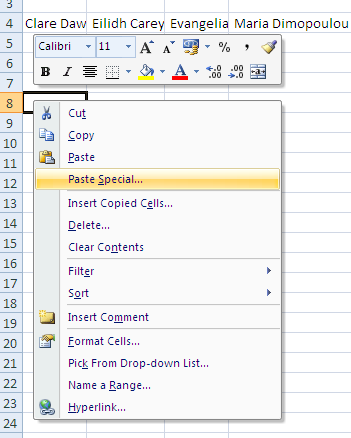 3
4 Clare Daw Eilidh Carey Evangelia Maria Dimopoulou
5 Calibri 11 A A % ,
6 B I A .00 .0
7
8
9 Cut
10 Copy
11 Paste
12 Paste Special...
13 Insert Copied Cells...
14 Delete...
15 Clear Contents
16 Filter
17 Sort
18
19 Insert Comment
20 Format Cells...
21 Pick From Drop-down List...
22 Name a Range...
23 Hyperlink...
24